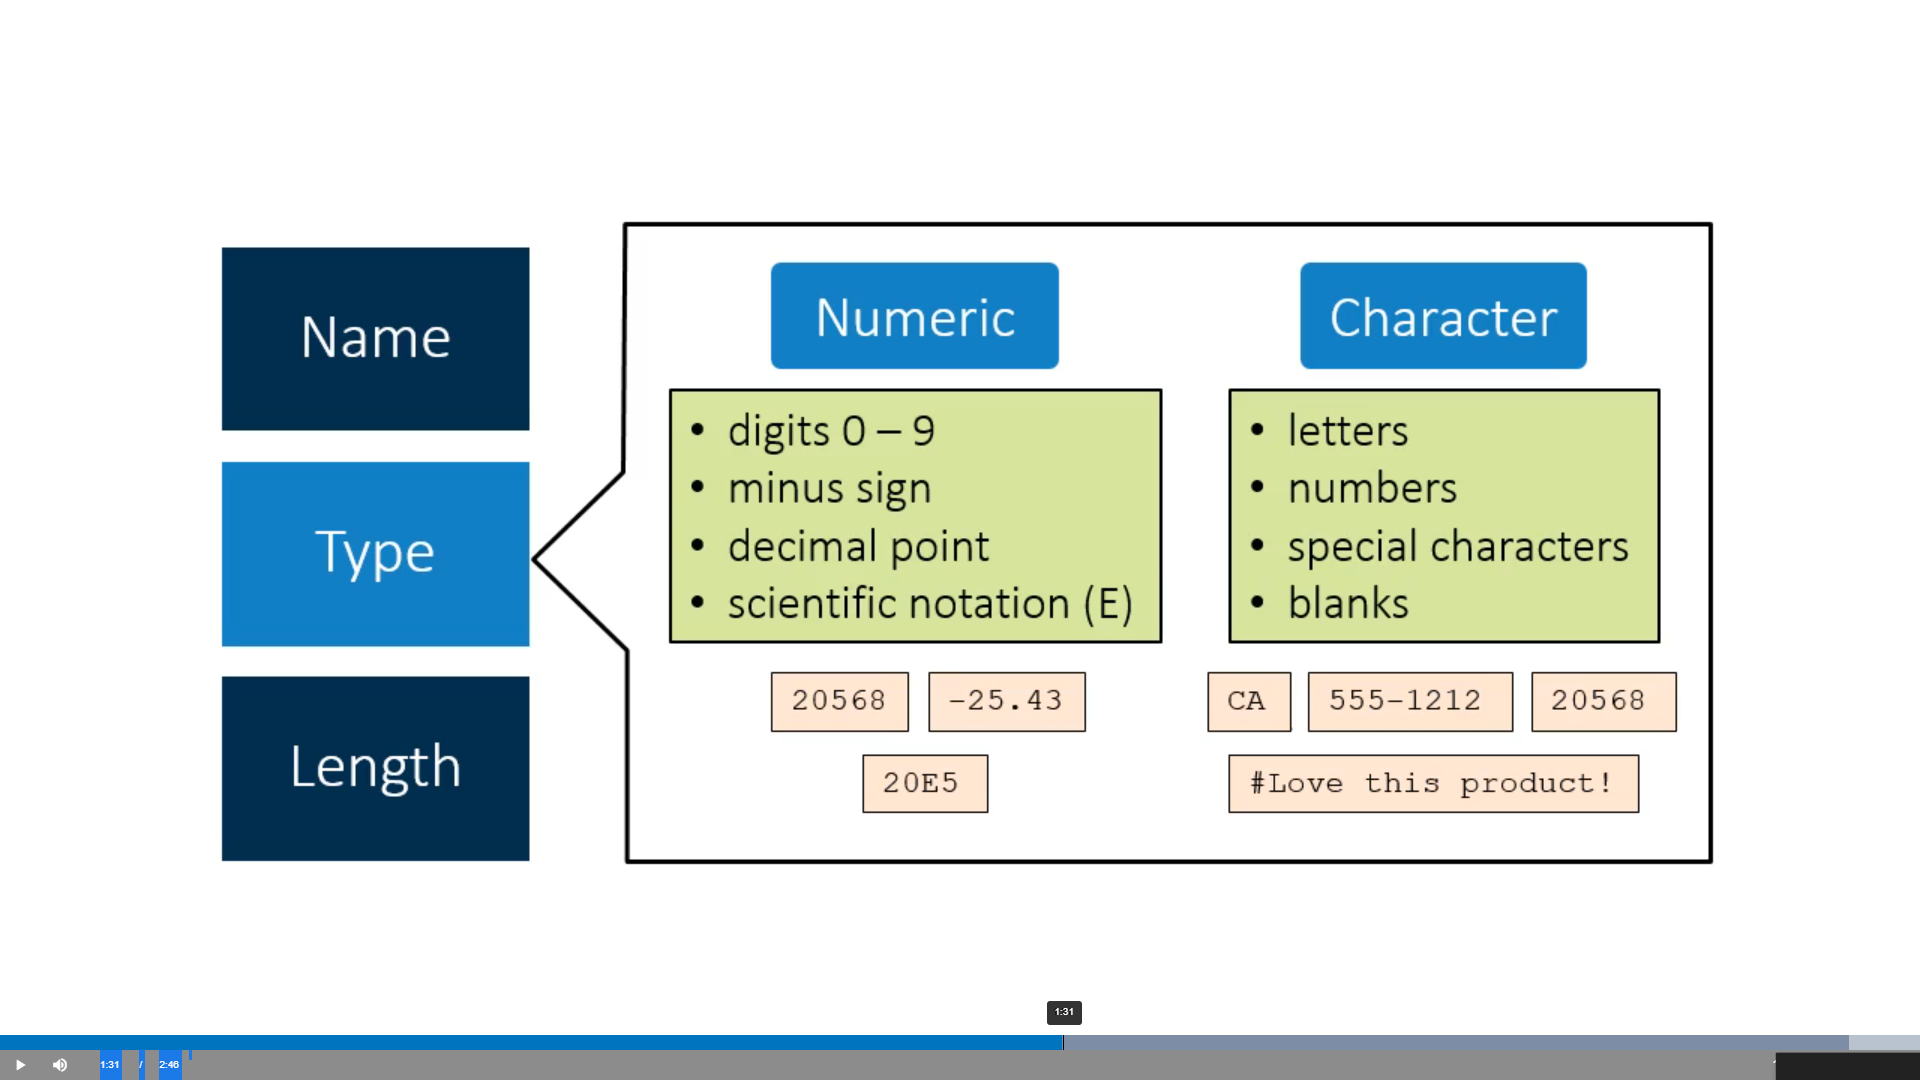 Name
Type
Length
Numeric
• digits 0 – 9
• minus sign
• decimal point
• scientific notation (E)
20568
-25.43
20E5
Character
• letters
• numbers
• special characters
• blanks
CA
555-1212
20568
#Love this product!
1:31
1:31 / 2:46